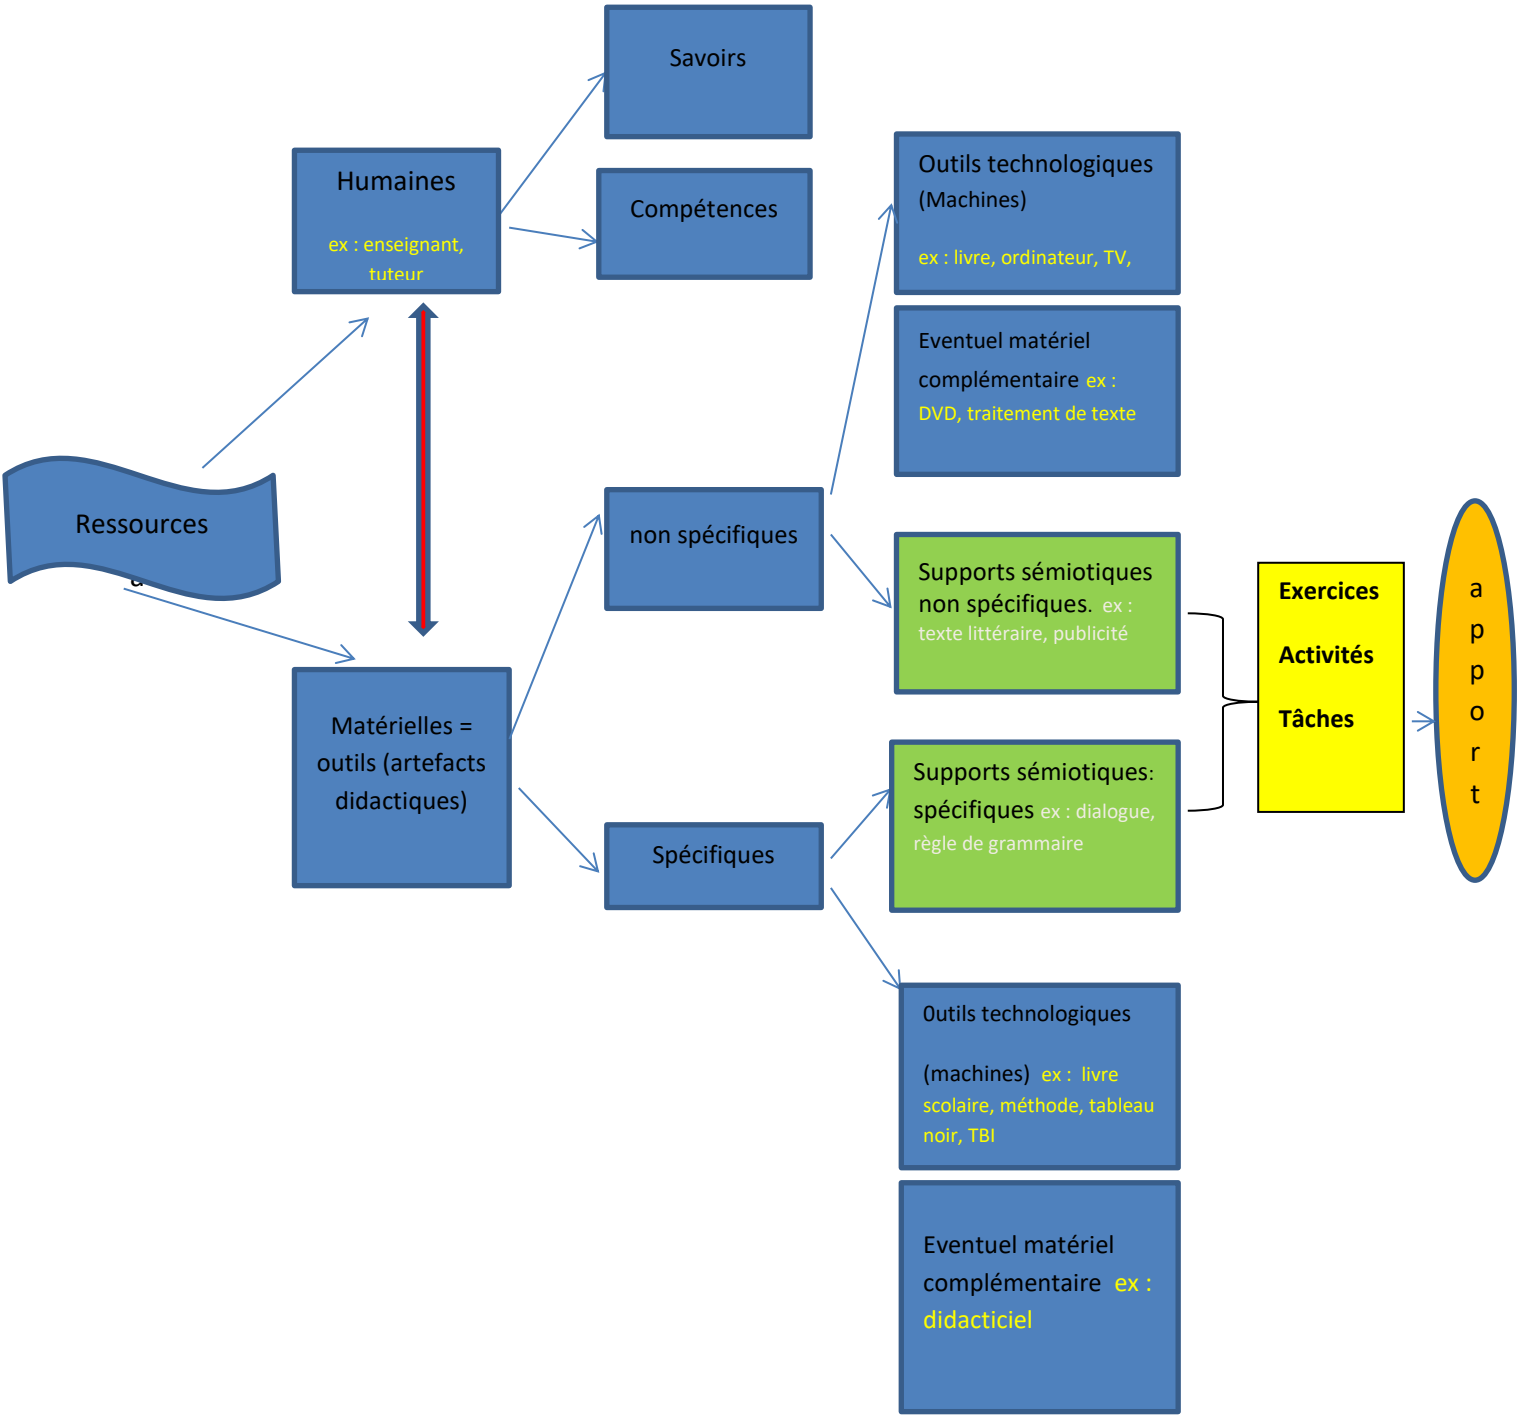 Savoirs
Humaines
ex : enseignant,
tuteur
Compétences
Outils technologiques
(Machines)
ex : livre, ordinateur, TV,
Eventuel matériel
complémentaire ex :
DVD, traitement de texte
Ressources
non spécifiques
Supports sémiotiques
non spécifiques. ex :
texte littéraire, publicité
Exercices
Activités
Tâches
a
p
p
o
r
t
Matérielles =
outils (artefacts
didactiques)
Spécifiques
Supports sémiotiques:
spécifiques ex : dialogue,
règle de grammaire
0utils technologiques
(machines) ex : livre
scolaire, méthode, tableau
noir, TBI
Eventuel matériel
complémentaire ex :
didacticiel